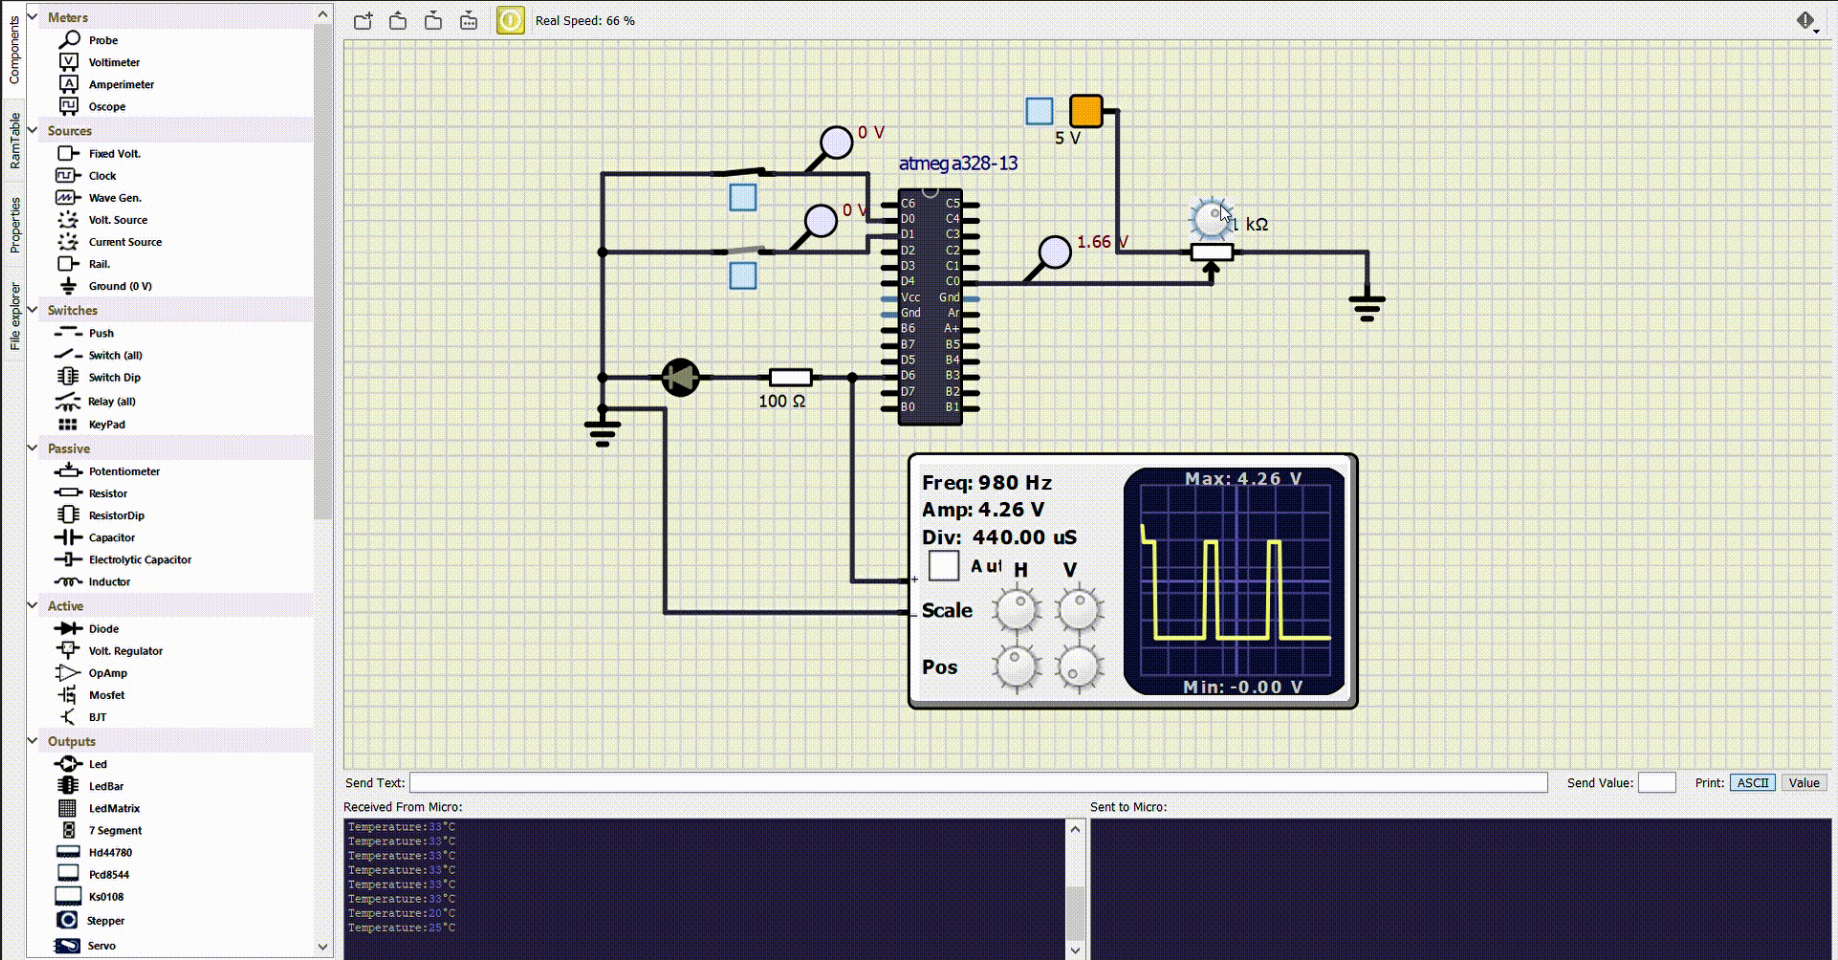 Real Speed: 66 %
Components
RamTable
Properties
File explorer
Meters
Probe
Voltimeter
Amperimeter
Oscope
Sources
Fixed Volt.
Clock
Wave Gen.
Volt. Source
Current Source
Rail.
Ground (0 V)
Switches
Push
Switch (all)
Switch Dip
Relay (all)
KeyPad
Passive
Potentiometer
Resistor
ResistorDip
Capacitor
Electrolytic Capacitor
Inductor
Active
Diode
Volt. Regulator
OpAmp
Mosfet
BJT
Outputs
Led
LedBar
LedMatrix
7 Segment
Hd44780
Pcd8544
Ks0108
Stepper
Servo
5 V
0 V
0 V
atmega328-13
1.66 V
1 kΩ
100 Ω
C6 C5
D0 C4
D1 C3
D2 C2
D3 C1
D4 C0
Vcc Gnd
Gnd Ar
B6 A+
B7 B5
D5 B4
D6 B3
D7 B2
B0 B1
Freq: 980 Hz
Amp: 4.26 V
Div: 440.00 uS
Aut
H V
Scale
Pos
+
−
Max: 4.26 V
Min: -0.00 V
Send Text:
Send Value:
Print: ASCII Value
Received From Micro:
Sent to Micro:
Temperature:33°C
Temperature:33°C
Temperature:33°C
Temperature:33°C
Temperature:33°C
Temperature:33°C
Temperature:20°C
Temperature:25°C